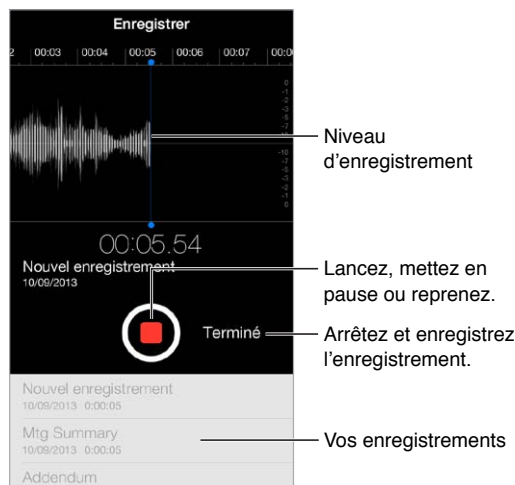 Enregistrer
2 00:03 00:04 00:05 00:06 00:07 00:0
0
-1
-2
-3
-5
-7
-10
-10
-7
-5
-3
-2
-1
0
Niveau
d'enregistrement
00:05.54
Nouvel enregistrement
10/09/2013
Lancez, mettez en
pause ou reprenez.
Terminé
Arrêtez et enregistrez
l'enregistrement.
Nouvel enregistrement
10/09/2013 0:00:05
Mtg Summary
10/09/2013 0:00:05
Vos enregistrements
Addendum